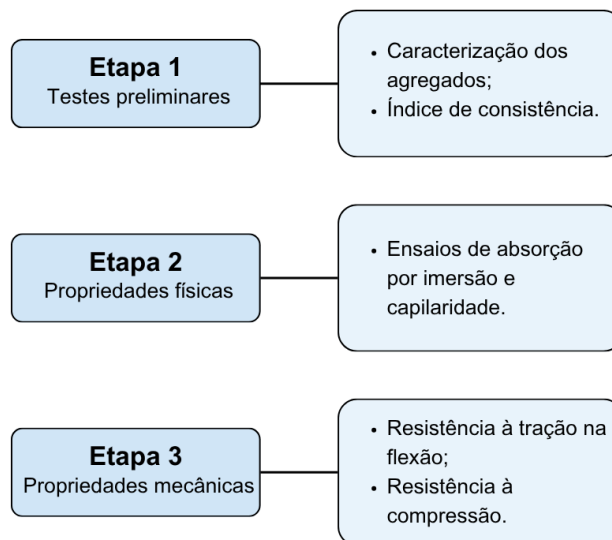 Etapa 1
Testes preliminares
• Caracterização dos
agregados;
• Índice de consistência.
Etapa 2
Propriedades físicas
• Ensaios de absorção
por imersão e
capilaridade.
Etapa 3
Propriedades mecânicas
• Resistência à tração na
flexão;
• Resistência à
compressão.